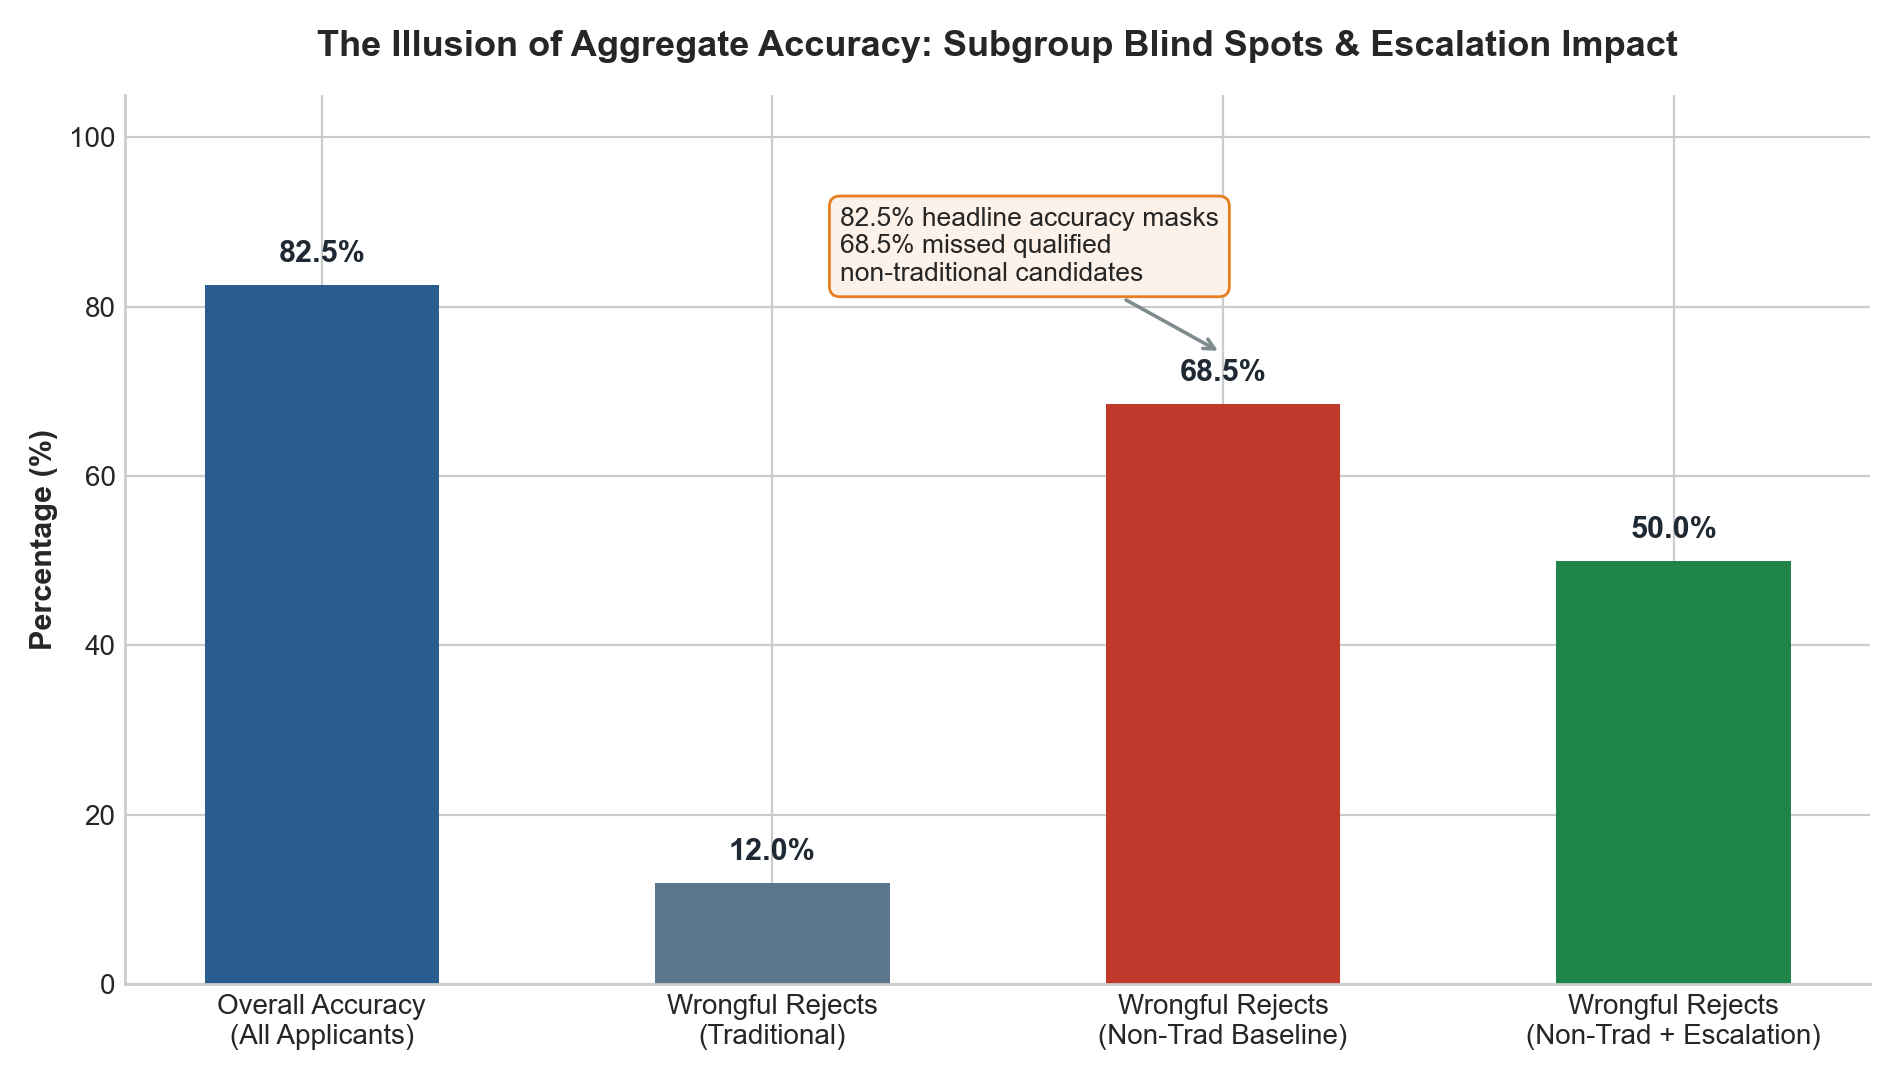 The Illusion of Aggregate Accuracy: Subgroup Blind Spots & Escalation Impact
Percentage (%)
100
80
60
40
20
0
82.5%
12.0%
82.5% headline accuracy masks
68.5% missed qualified
non-traditional candidates
68.5%
50.0%
Overall Accuracy
(All Applicants)
Wrongful Rejects
(Traditional)
Wrongful Rejects
(Non-Trad Baseline)
Wrongful Rejects
(Non-Trad + Escalation)